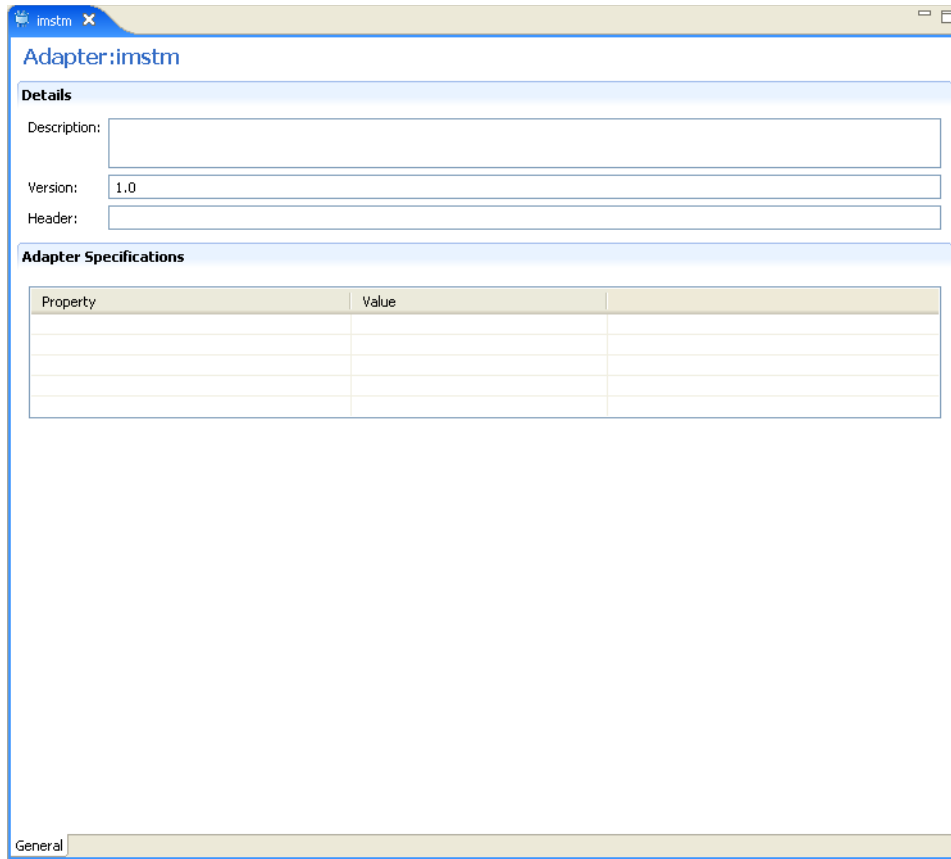 imstm
Adapter:imstm
Details
Description:
Version: 1.0
Header:
Adapter Specifications
Property Value
General